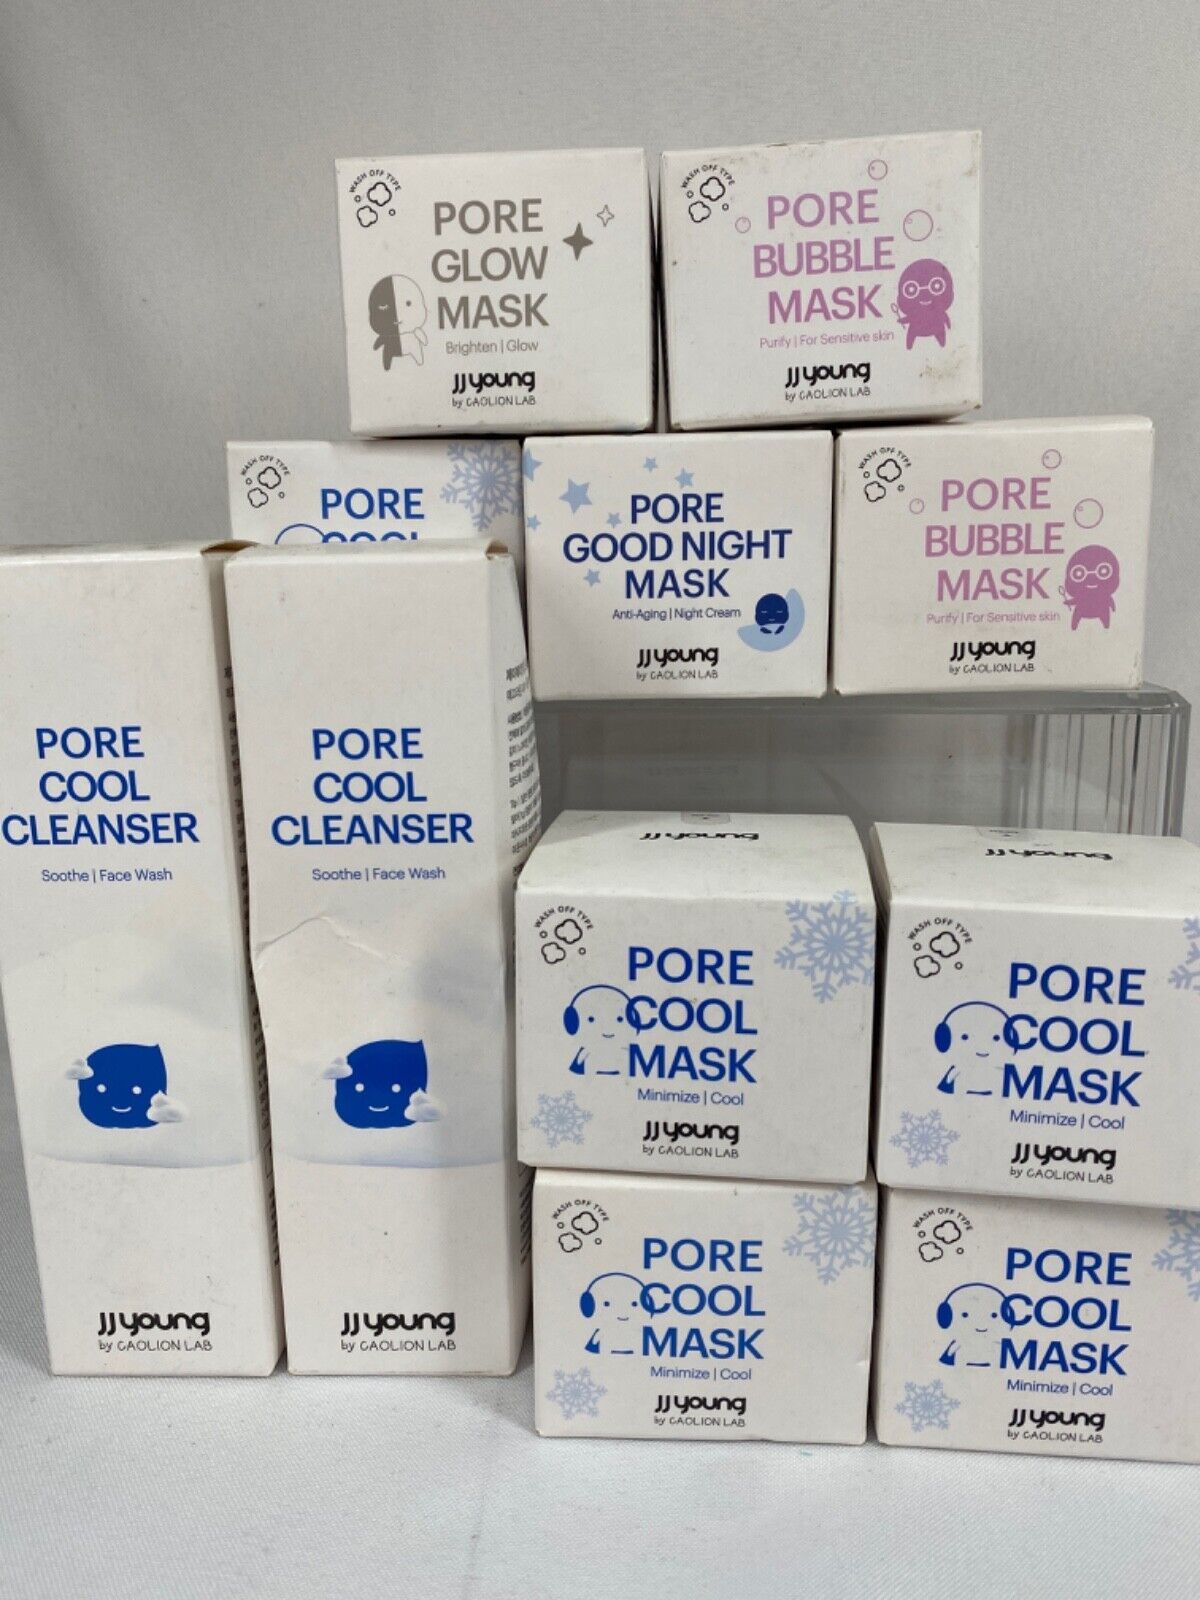 WASH OFF TYPE
PORE
GLOW
MASK
Brighten | Glow
JJ young
by CAOLION LAB
WASH OFF TYPE
PORE
BUBBLE
MASK
Purify | For Sensitive skin
JJ young
by CAOLION LAB
WASH OFF TYPE
PORE
COOL
PORE
GOOD NIGHT
MASK
Anti-Aging | Night Cream
JJ young
by CAOLION LAB
WASH OFF TYPE
PORE
BUBBLE
MASK
Purify | For Sensitive skin
JJ young
by CAOLION LAB
PORE
COOL
CLEANSER
Soothe | Face Wash
JJ young
by CAOLION LAB
PORE
COOL
CLEANSER
Soothe | Face Wash
JJ young
by CAOLION LAB
JJ young
WASH OFF TYPE
PORE
COOL
MASK
Minimize | Cool
JJ young
by CAOLION LAB
JJ young
WASH OFF TYPE
PORE
COOL
MASK
Minimize | Cool
JJ young
by CAOLION LAB
WASH OFF TYPE
PORE
COOL
MASK
Minimize | Cool
JJ young
by CAOLION LAB
WASH OFF TYPE
PORE
COOL
MASK
Minimize | Cool
JJ young
by CAOLION LAB